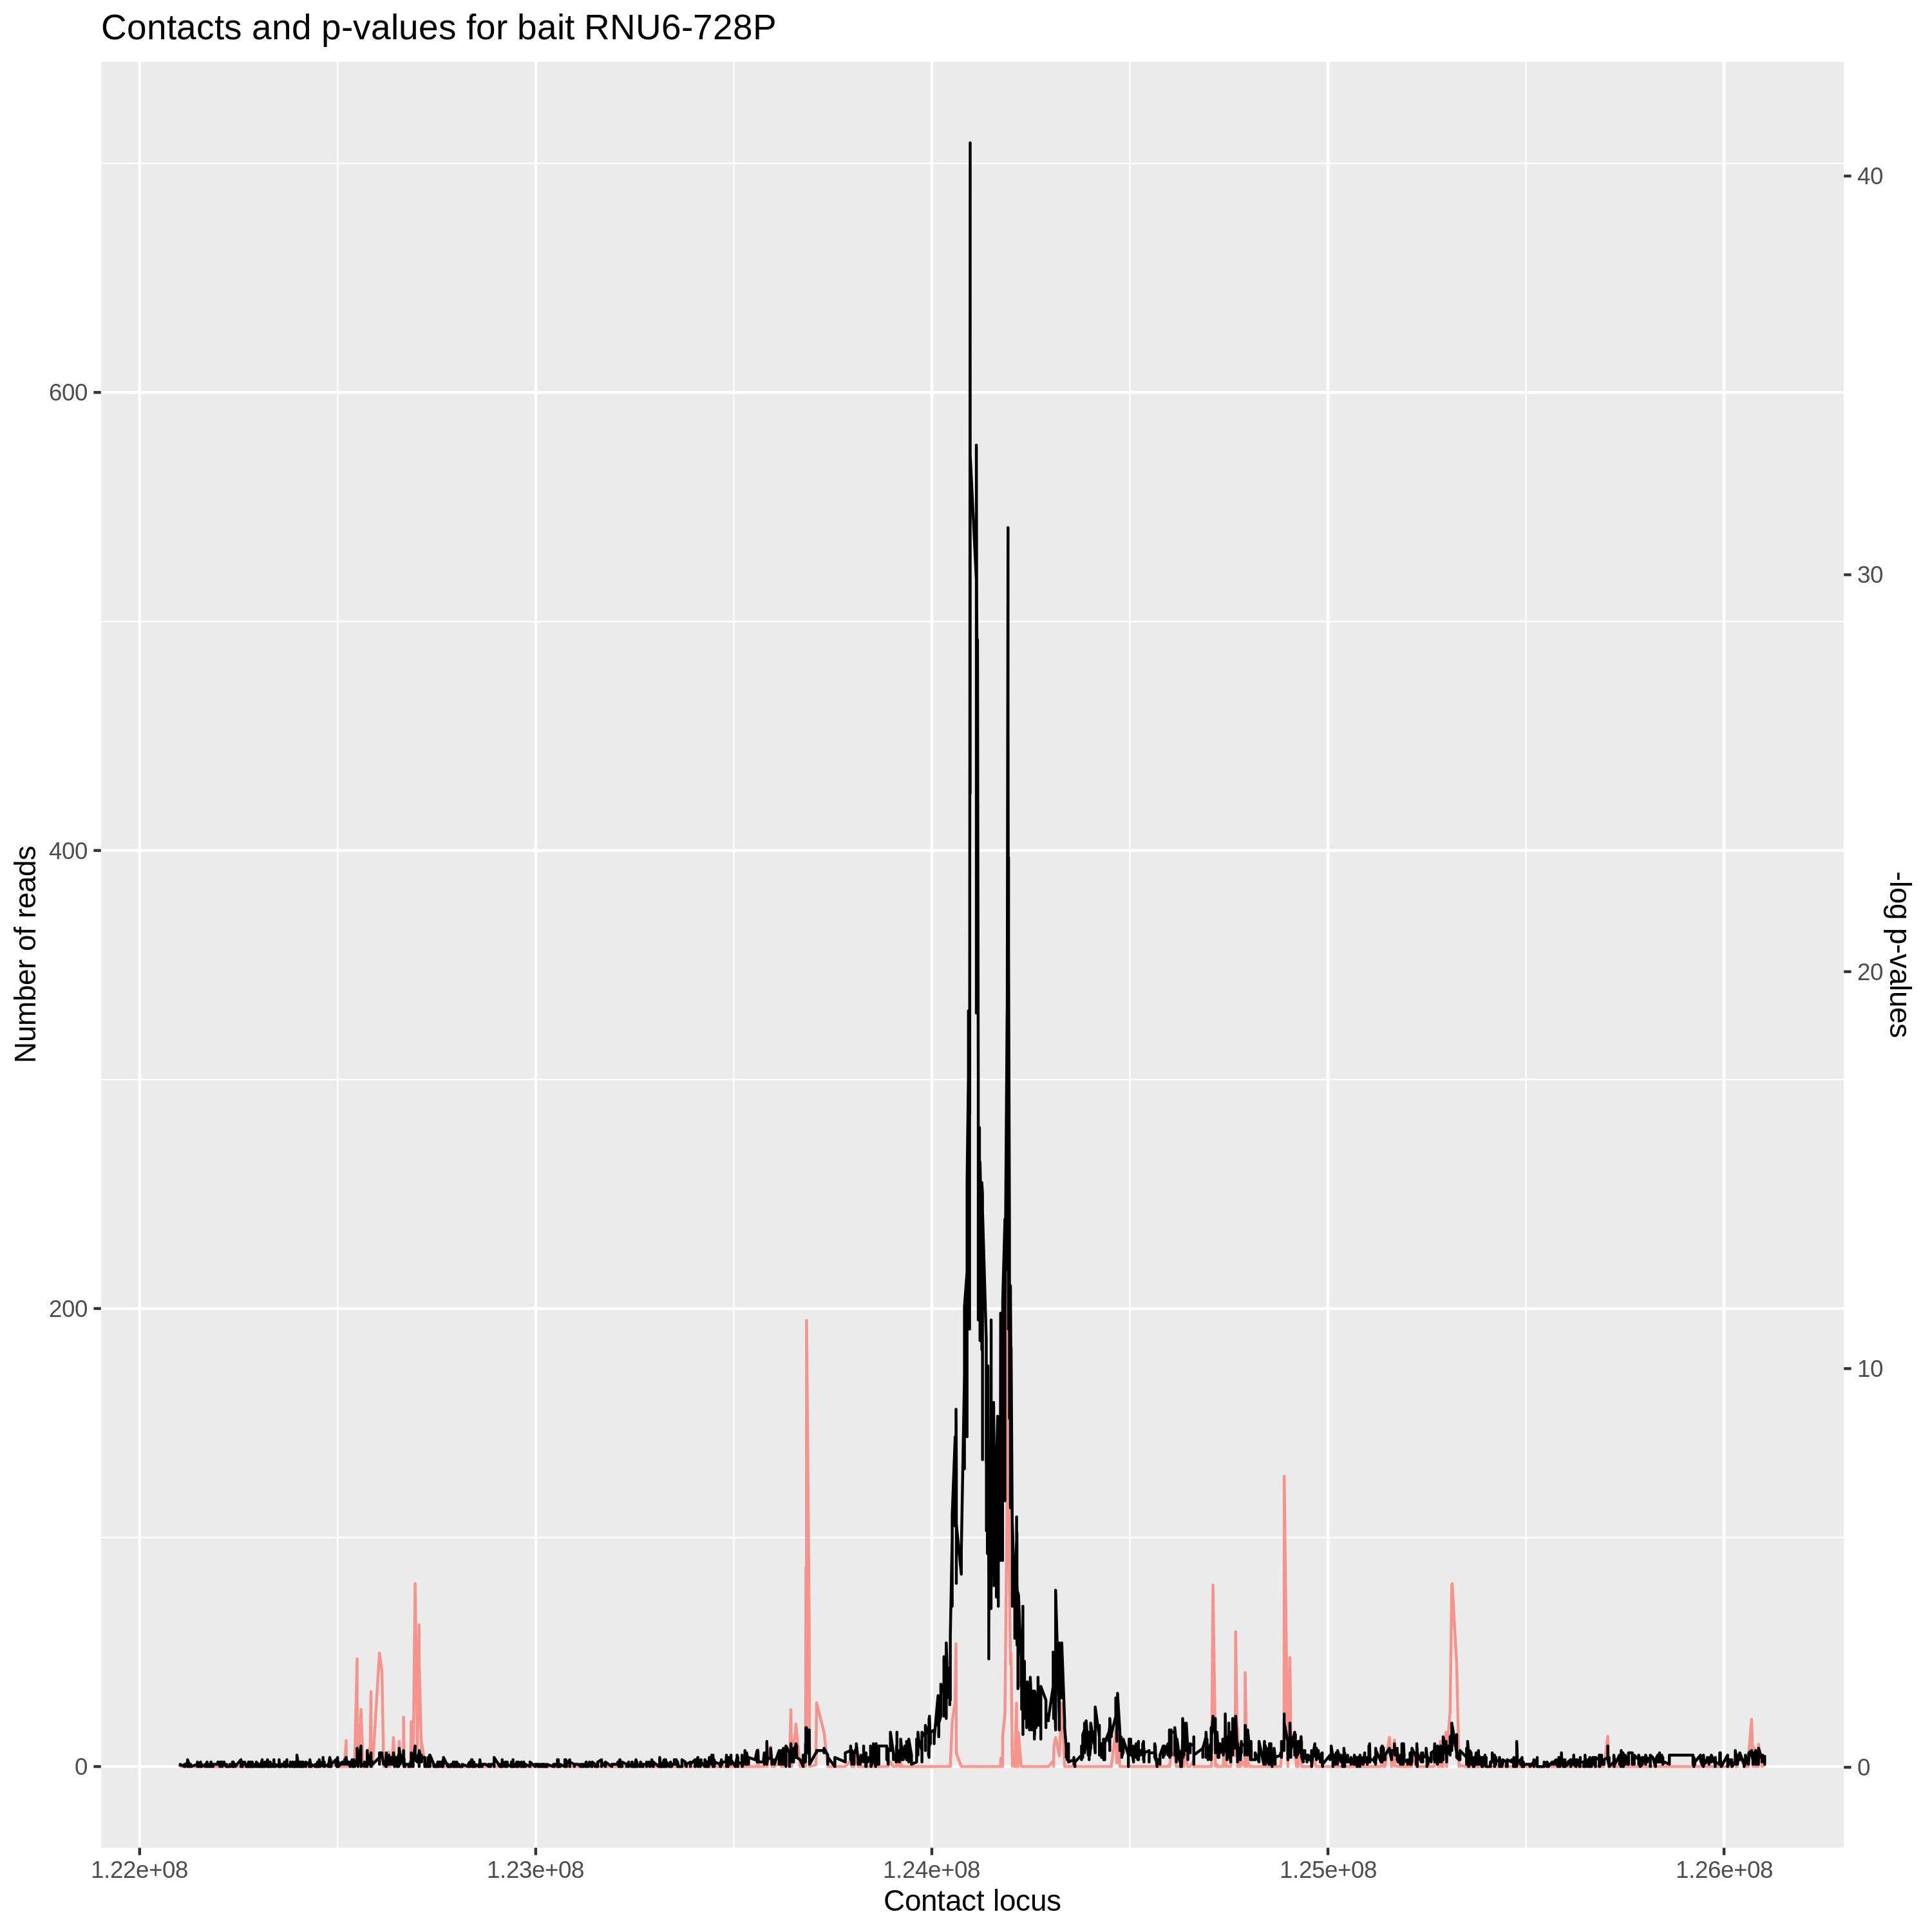 Contacts and p-values for bait RNU6-728P
Number of reads
600
400
200
0
40
30
20
10
0
-log p-values
1.22e+08 1.23e+08 1.24e+08 1.25e+08 1.26e+08
Contact locus